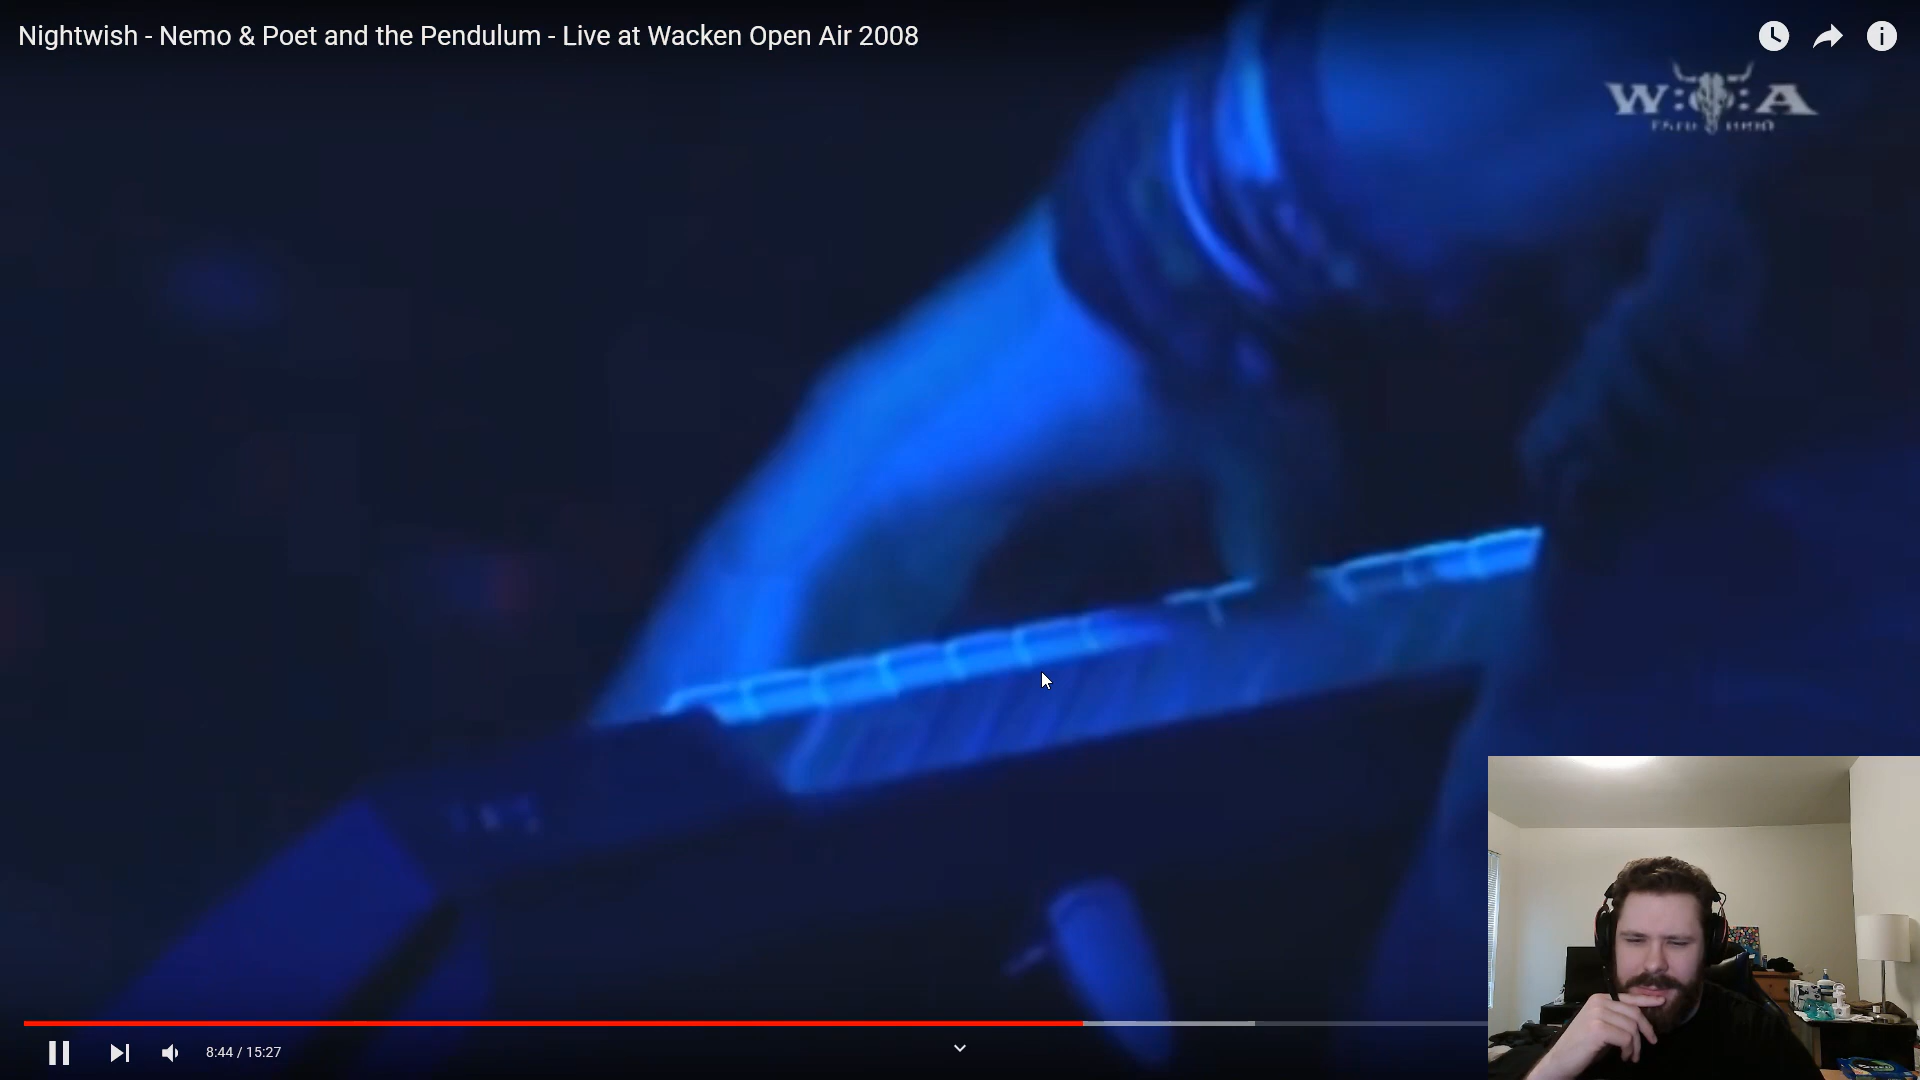 Nightwish - Nemo & Poet and the Pendulum - Live at Wacken Open Air 2008
W:O:A
8:44 / 15:27